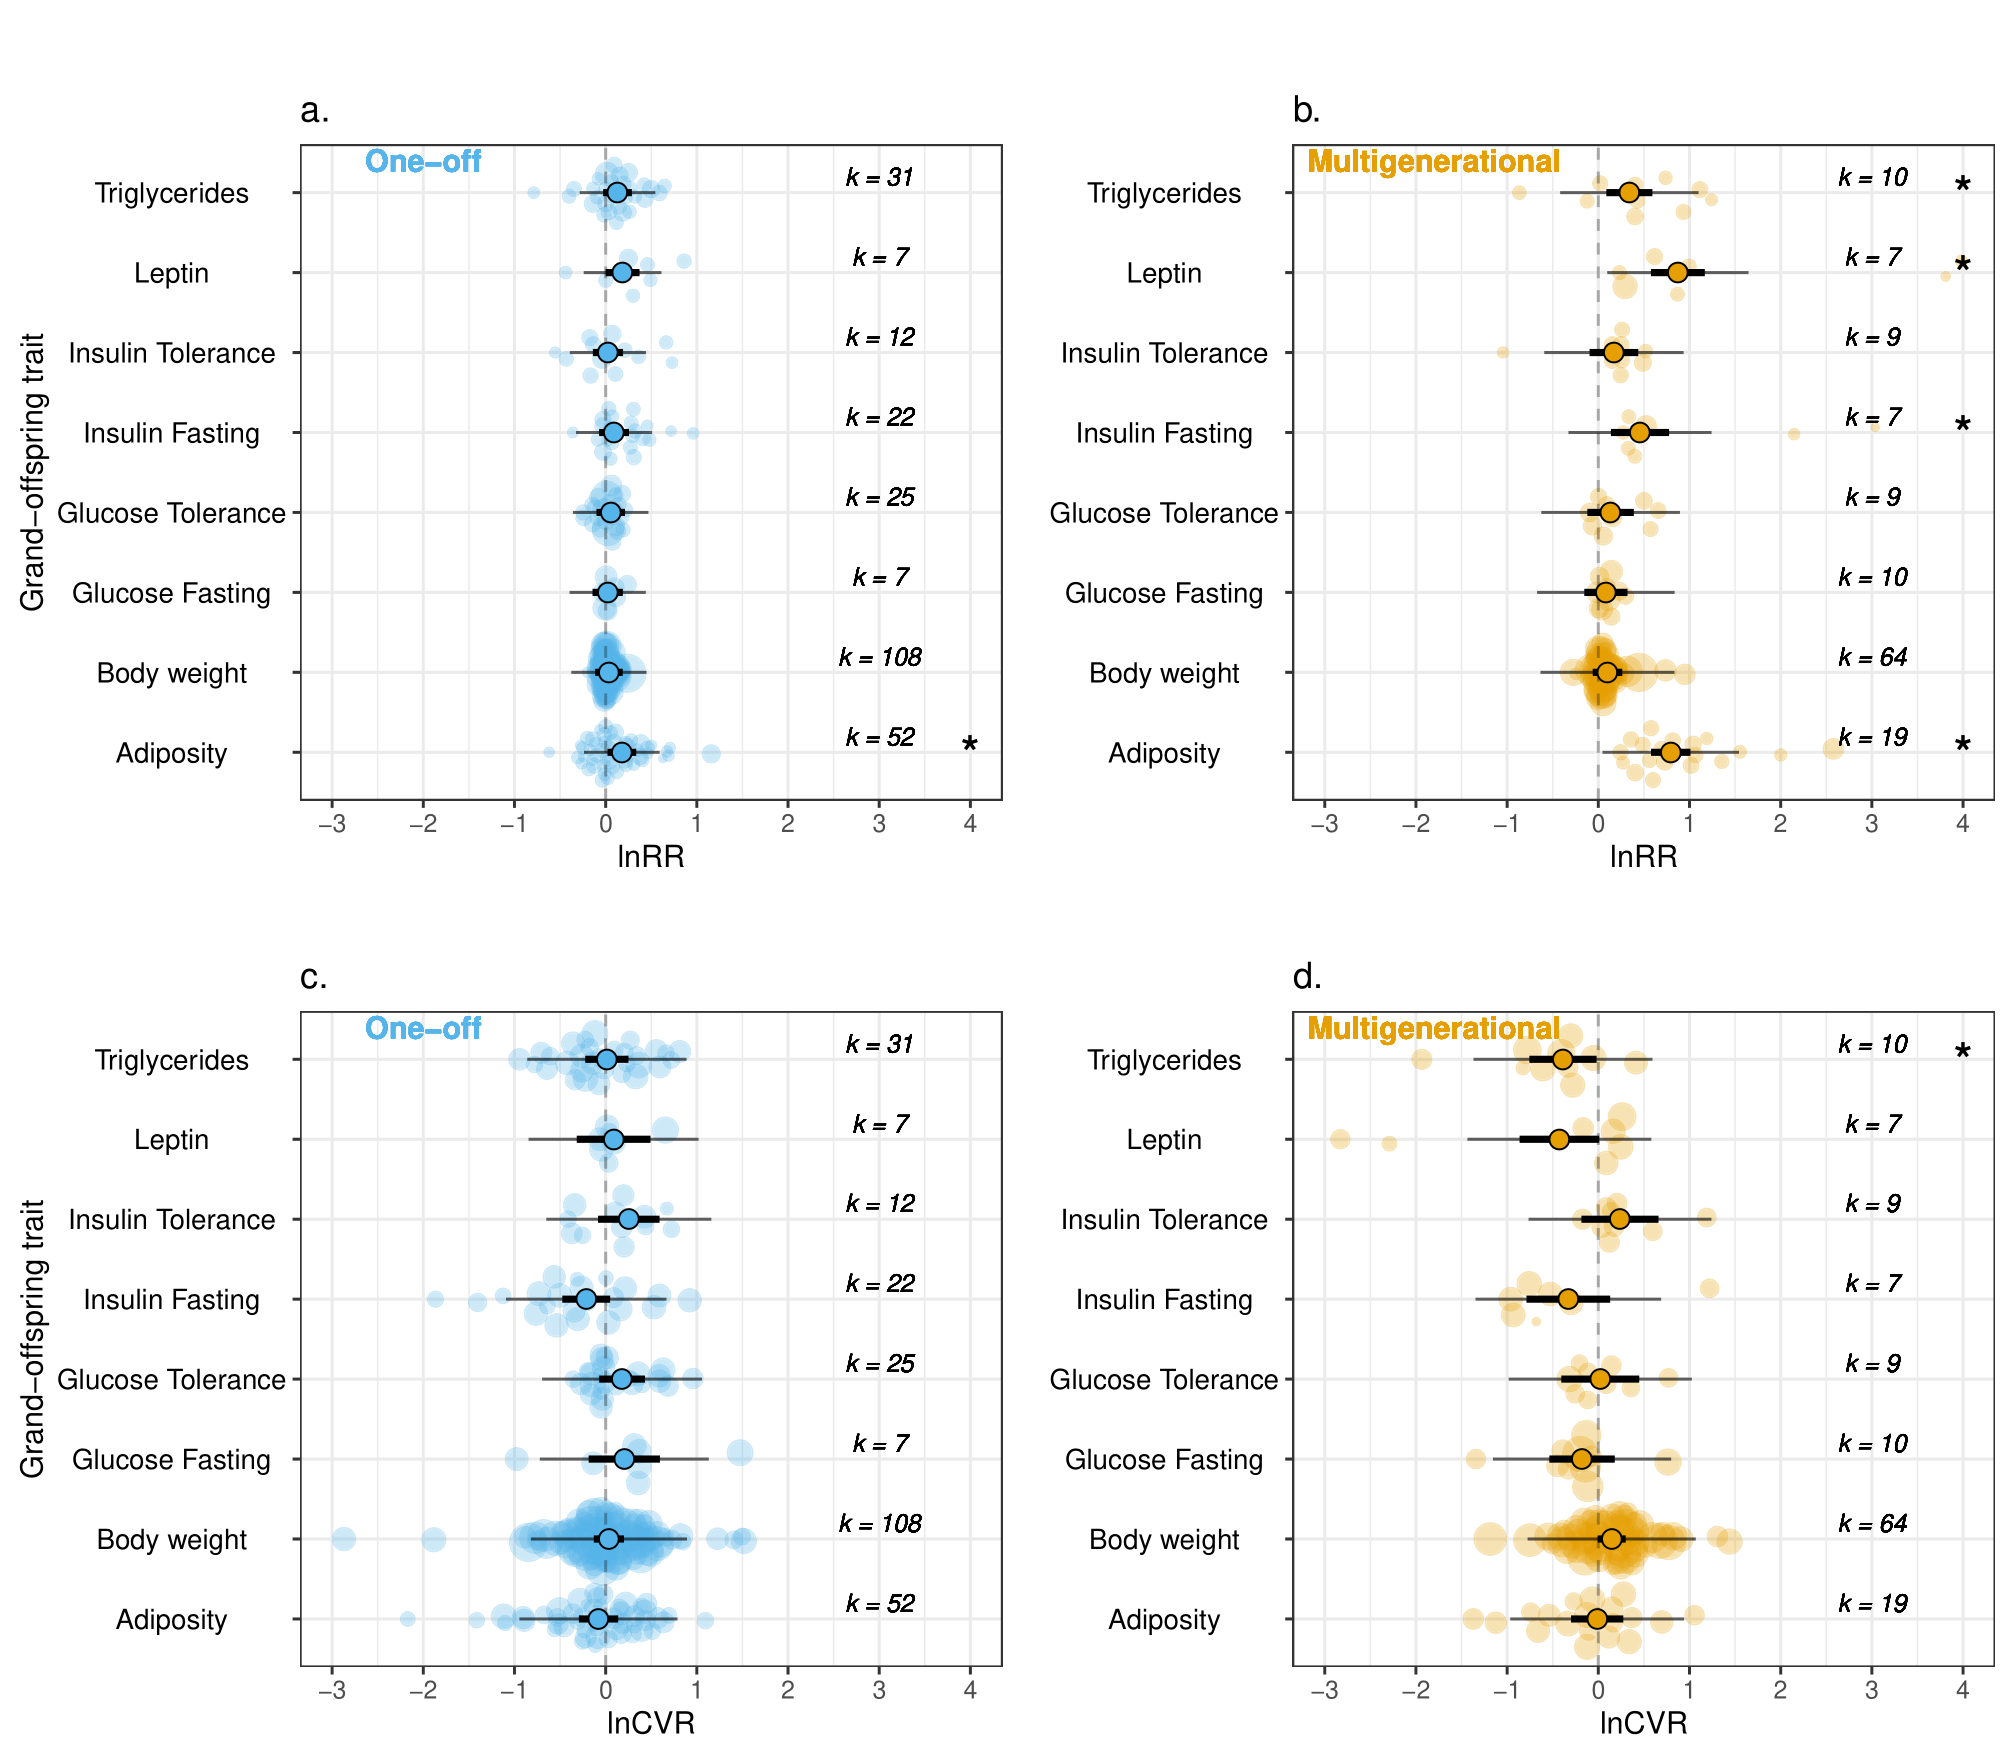 a.
One−off
Grand−offspring trait
Triglycerides k = 31
Leptin k = 7
Insulin Tolerance k = 12
Insulin Fasting k = 22
Glucose Tolerance k = 25
Glucose Fasting k = 7
Body weight k = 108
Adiposity k = 52 *
−3 −2 −1 0 1 2 3 4
lnRR
b.
Multigenerational
Triglycerides k = 10 *
Leptin k = 7 *
Insulin Tolerance k = 9
Insulin Fasting k = 7 *
Glucose Tolerance k = 9
Glucose Fasting k = 10
Body weight k = 64
Adiposity k = 19 *
−3 −2 −1 0 1 2 3 4
lnRR
c.
One−off
Grand−offspring trait
Triglycerides k = 31
Leptin k = 7
Insulin Tolerance k = 12
Insulin Fasting k = 22
Glucose Tolerance k = 25
Glucose Fasting k = 7
Body weight k = 108
Adiposity k = 52
−3 −2 −1 0 1 2 3 4
lnCVR
d.
Multigenerational
Triglycerides k = 10 *
Leptin k = 7
Insulin Tolerance k = 9
Insulin Fasting k = 7
Glucose Tolerance k = 9
Glucose Fasting k = 10
Body weight k = 64
Adiposity k = 19
−3 −2 −1 0 1 2 3 4
lnCVR